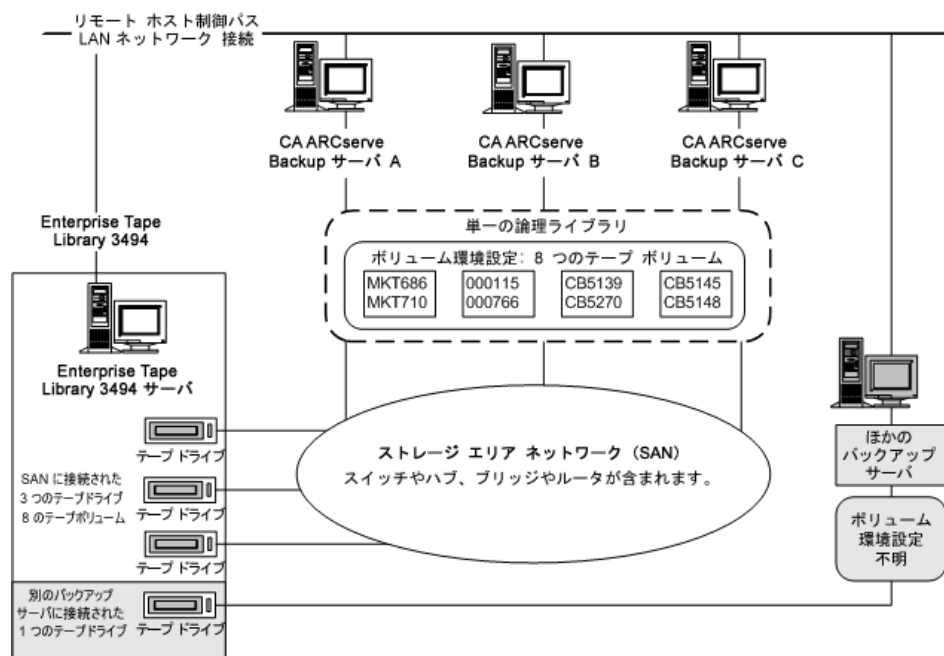 リモート ホスト制御パス
LAN ネットワーク 接続
CA ARCserve
Backup サーバ A
CA ARCserve
Backup サーバ B
CA ARCserve
Backup サーバ C
Enterprise Tape
Library 3494
単一の論理ライブラリ
ボリューム環境設定: 8 つのテープ ボリューム
MKT686
MKT710
000115
000766
CB5139
CB5270
CB5145
CB5148
Enterprise Tape
Library 3494 サーバ
テープ ドライブ
SAN に接続された
3 つのテープドライブ
8 のテープボリューム
テープ ドライブ
テープ ドライブ
別のバックアップ
サーバに接続された
1 つのテープドライブ
テープ ドライブ
ストレージ エリア ネットワーク (SAN)
スイッチやハブ、ブリッジやルータが含まれます。
ほかの
バックアップ
サーバ
ボリューム
環境設定
不明